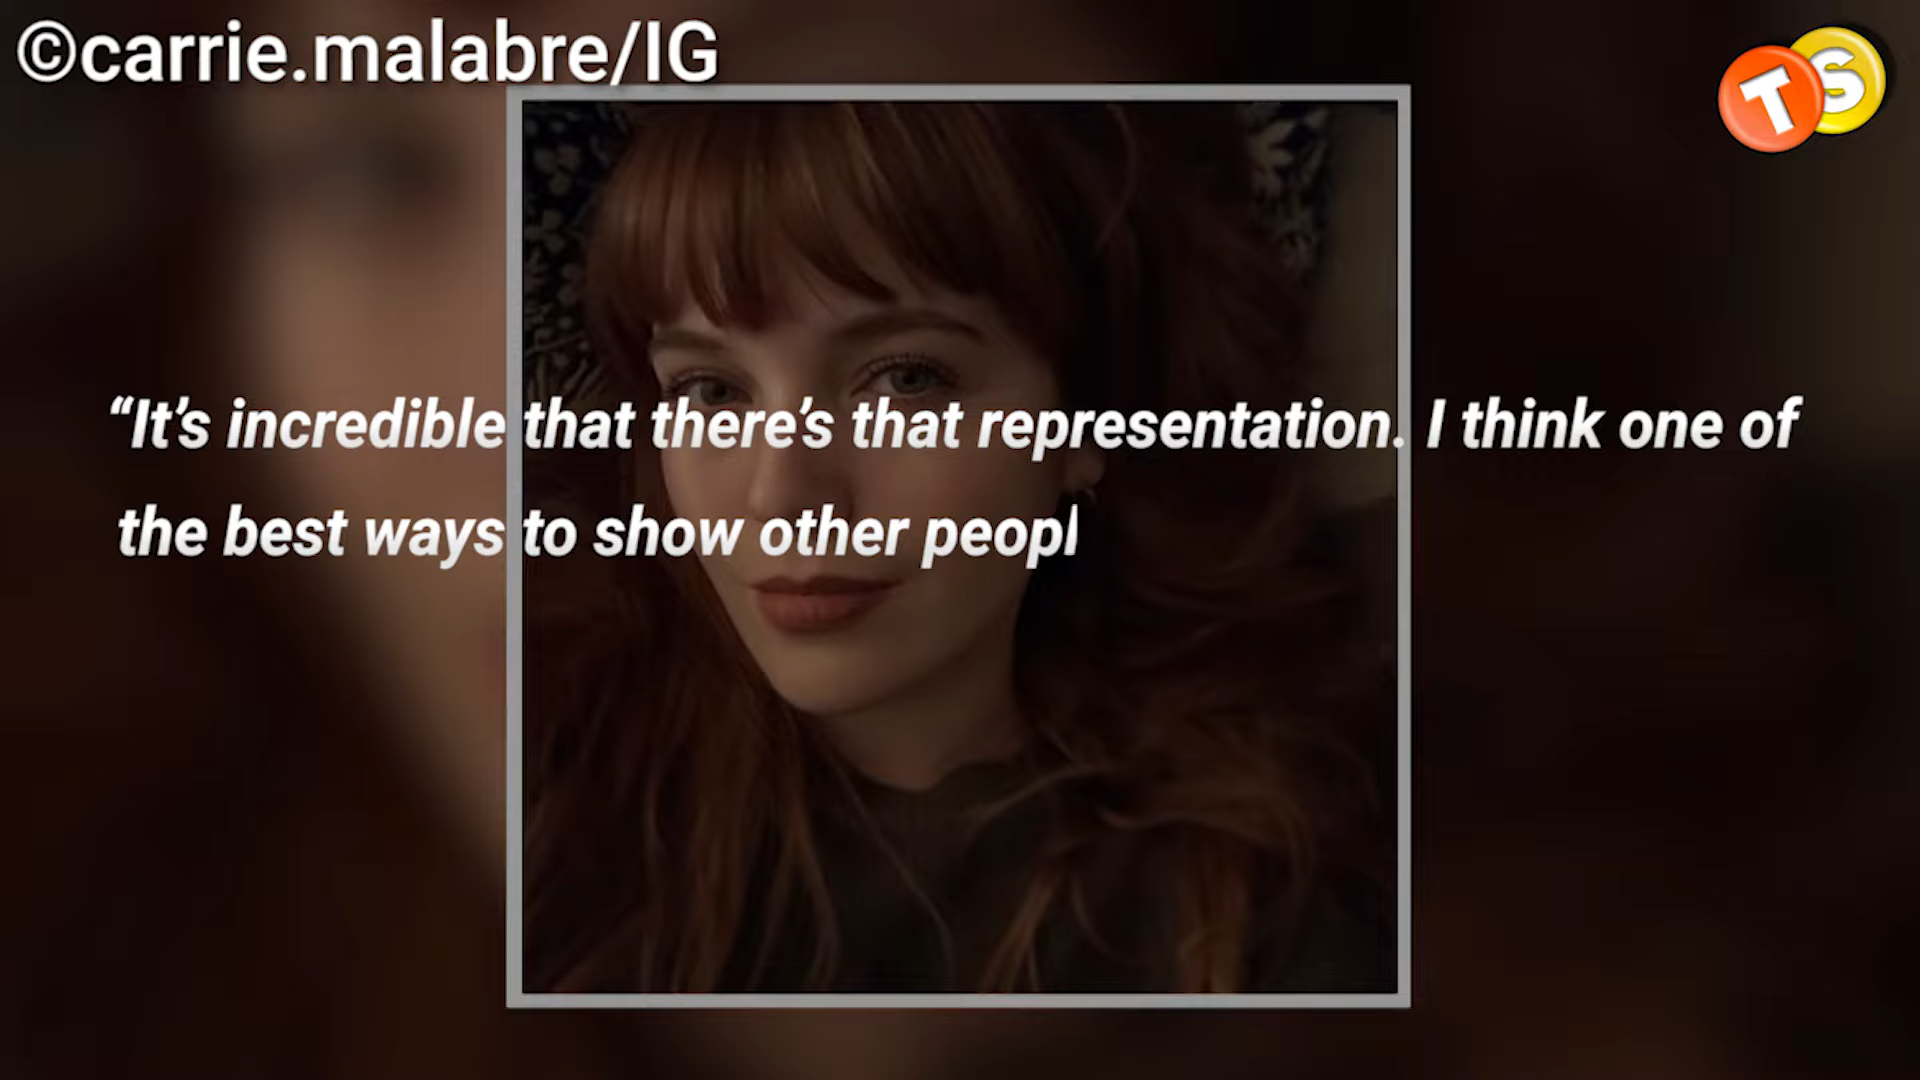 ©carrie.malabre/IG
TS
“It’s incredible that there’s that representation. I think one of
the best ways to show other peopl